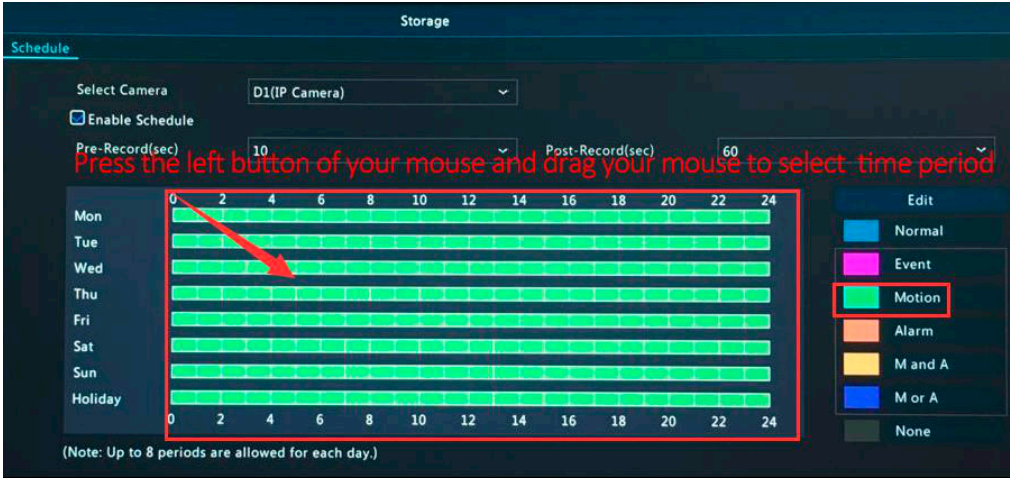 Storage
Schedule
Select Camera D1(IP Camera)
Enable Schedule
Pre-Record(sec) 10 Post-Record(sec) 60
Press the left button of your mouse and drag your mouse to select time period
0 2 4 6 8 10 12 14 16 18 20 22 24
Edit
Mon
Normal
Tue
Wed
Event
Thu
Motion
Fri
Alarm
Sat
Sun
M and A
Holiday
M or A
0 2 4 6 8 10 12 14 16 18 20 22 24
None
(Note: Up to 8 periods are allowed for each day.)